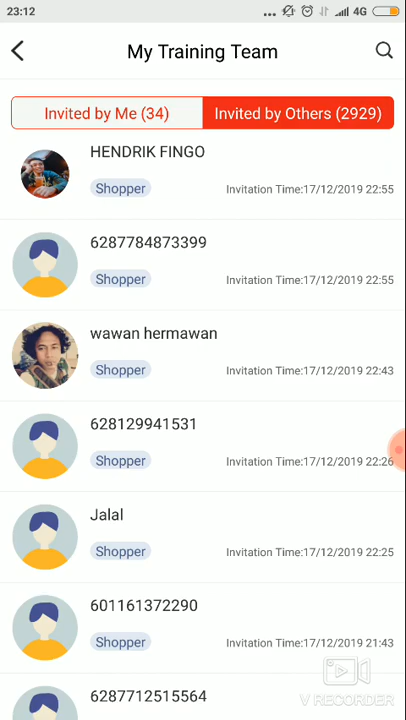 23:12
4G
My Training Team
Invited by Me (34)
Invited by Others (2929)
HENDRIK FINGO
Shopper
Invitation Time:17/12/2019 22:55
6287784873399
Shopper
Invitation Time:17/12/2019 22:55
wawan hermawan
Shopper
Invitation Time:17/12/2019 22:43
628129941531
Shopper
Invitation Time:17/12/2019 22:26
Jalal
Shopper
Invitation Time:17/12/2019 22:25
601161372290
Shopper
Invitation Time:17/12/2019 21:43
6287712515564
V RECORDER